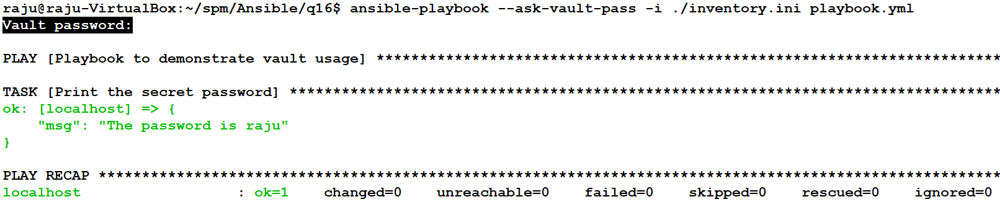 raju@raju-VirtualBox:~/spm/Ansible/q16$ ansible-playbook --ask-vault-pass -i ./inventory.ini playbook.yml
Vault password:
PLAY [Playbook to demonstrate vault usage] ************************************************************************
TASK [Print the secret password] **********************************************************************************
ok: [localhost] => {
    "msg": "The password is raju"
}
PLAY RECAP ********************************************************************************************************
localhost                  : ok=1    changed=0    unreachable=0    failed=0    skipped=0    rescued=0    ignored=0